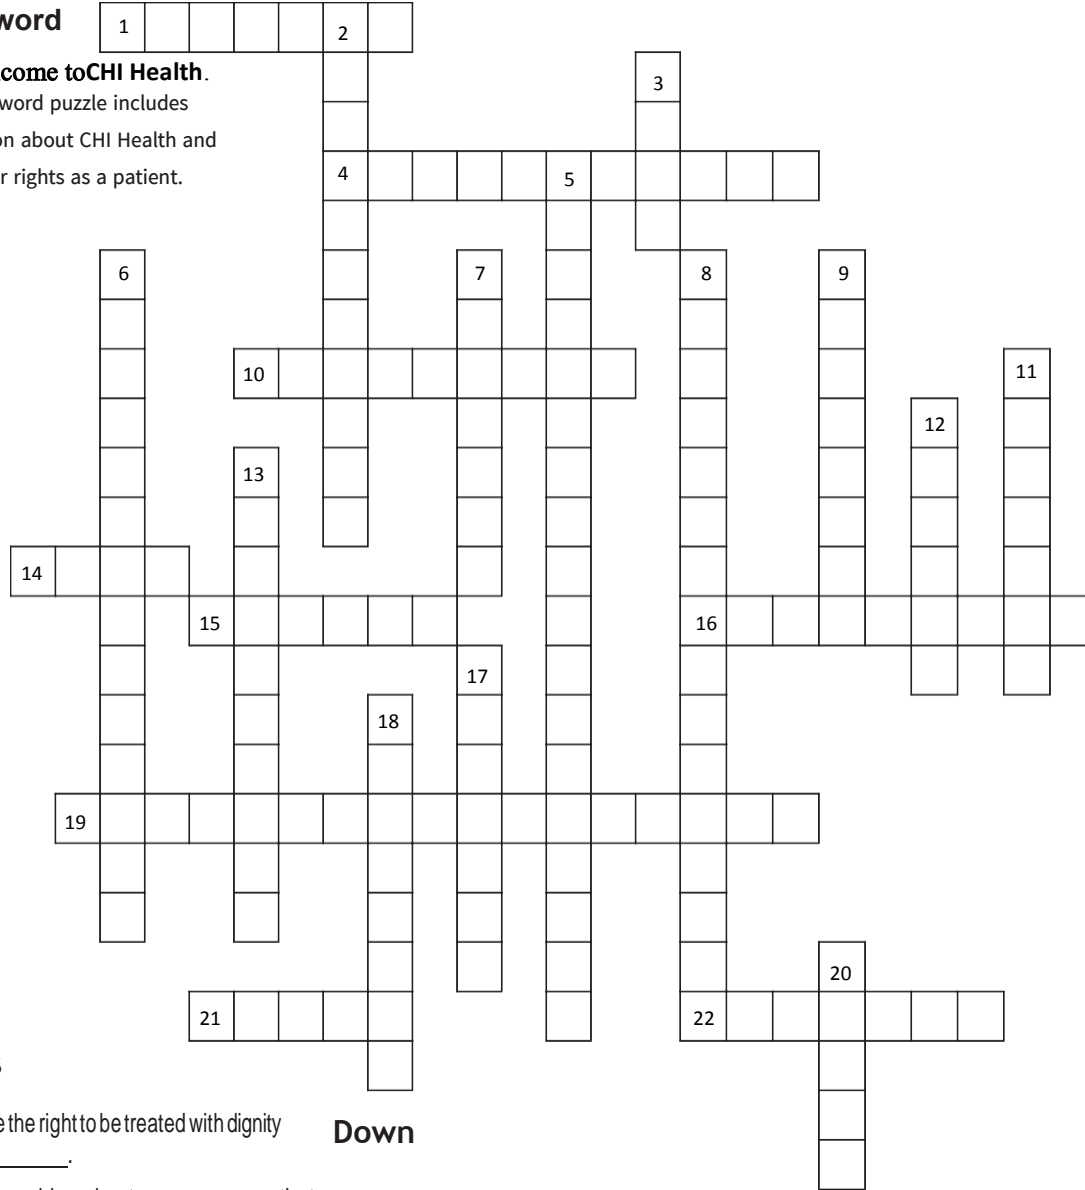 word
come toCHI Health.
word puzzle includes
on about CHI Health and
r rights as a patient.
1 2
3
4 5
6 7 8 9
10 11
12
13
14
15 16
17
18
19
20
21 22
e the right to be treated with dignity
Down
______.